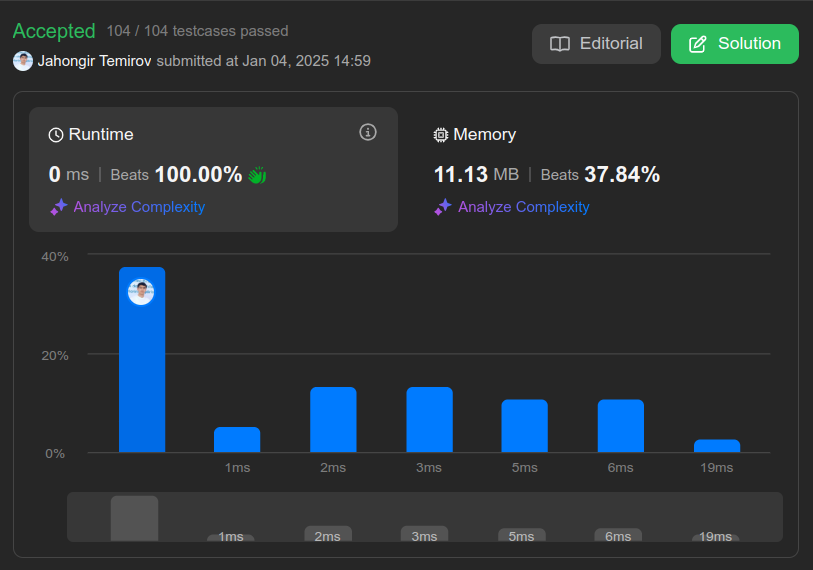 Accepted 104 / 104 testcases passed
Editorial
Solution
Jahongir Temirov submitted at Jan 04, 2025 14:59
Runtime
0 ms | Beats 100.00%
Analyze Complexity
Memory
11.13 MB | Beats 37.84%
Analyze Complexity
40%
20%
0%
1ms 2ms 3ms 5ms 6ms 19ms
1ms 2ms 3ms 5ms 6ms 19ms